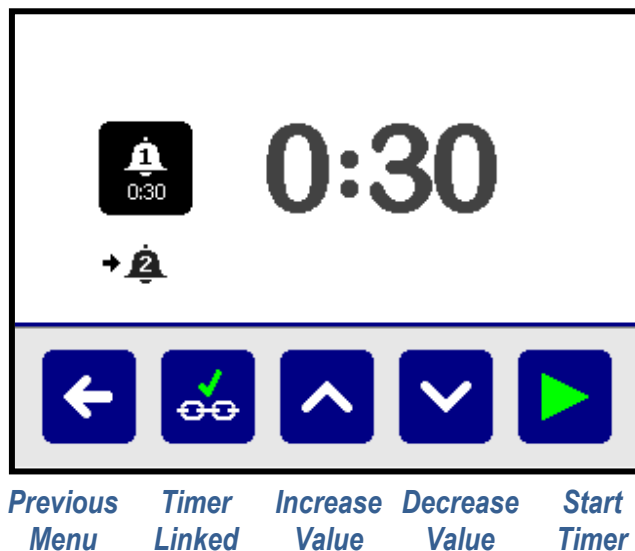 1
0:30
0:30
2
Previous Timer Increase Decrease Start
Menu Linked Value Value Timer